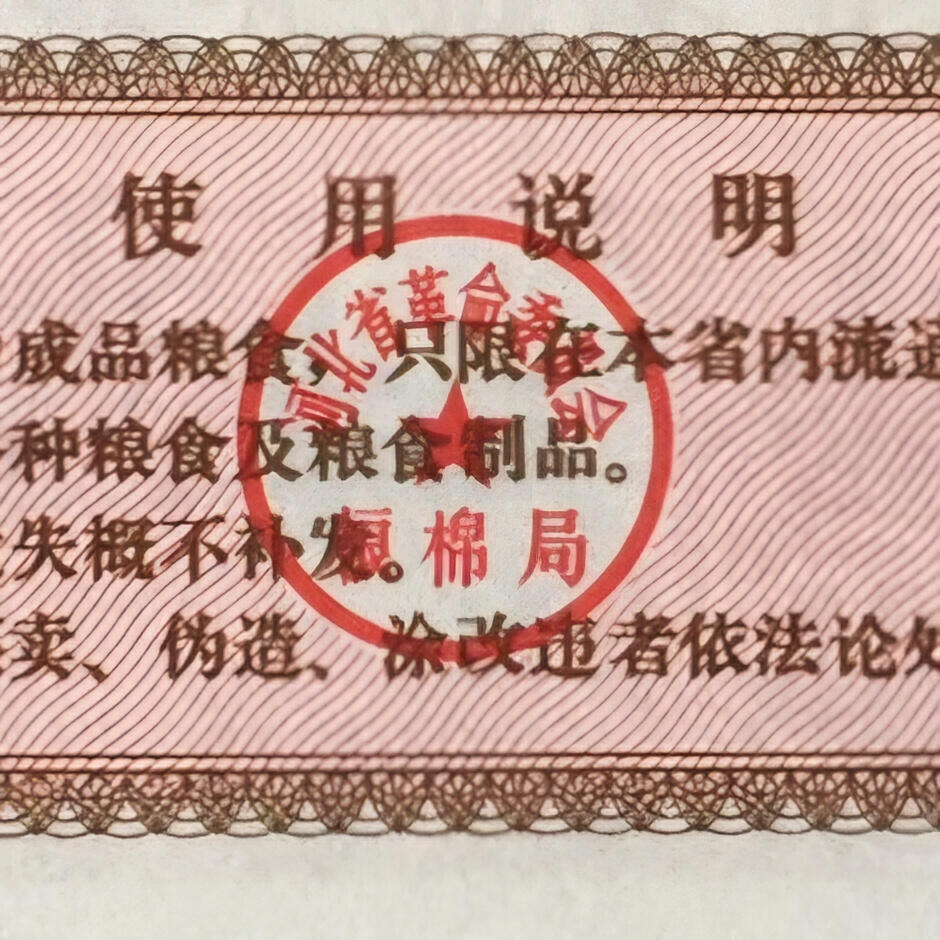 使用说明
成品粮食，只限在本省内流通
种粮食及粮食制品。
失概不补发。
卖、伪造、涂改违者依法论处
河北省革命委员会
粮棉局